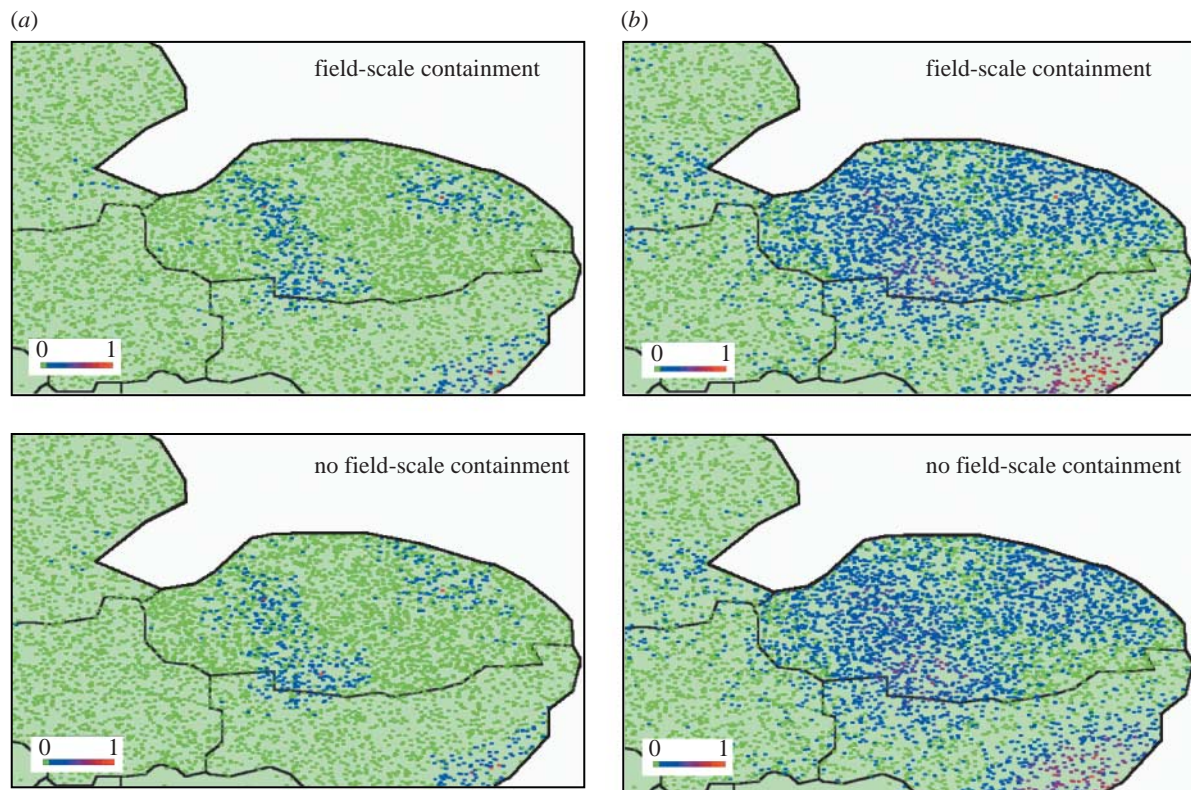 (a)
(b)
field-scale containment
field-scale containment
0 1
0 1
no field-scale containment
no field-scale containment
0 1
0 1